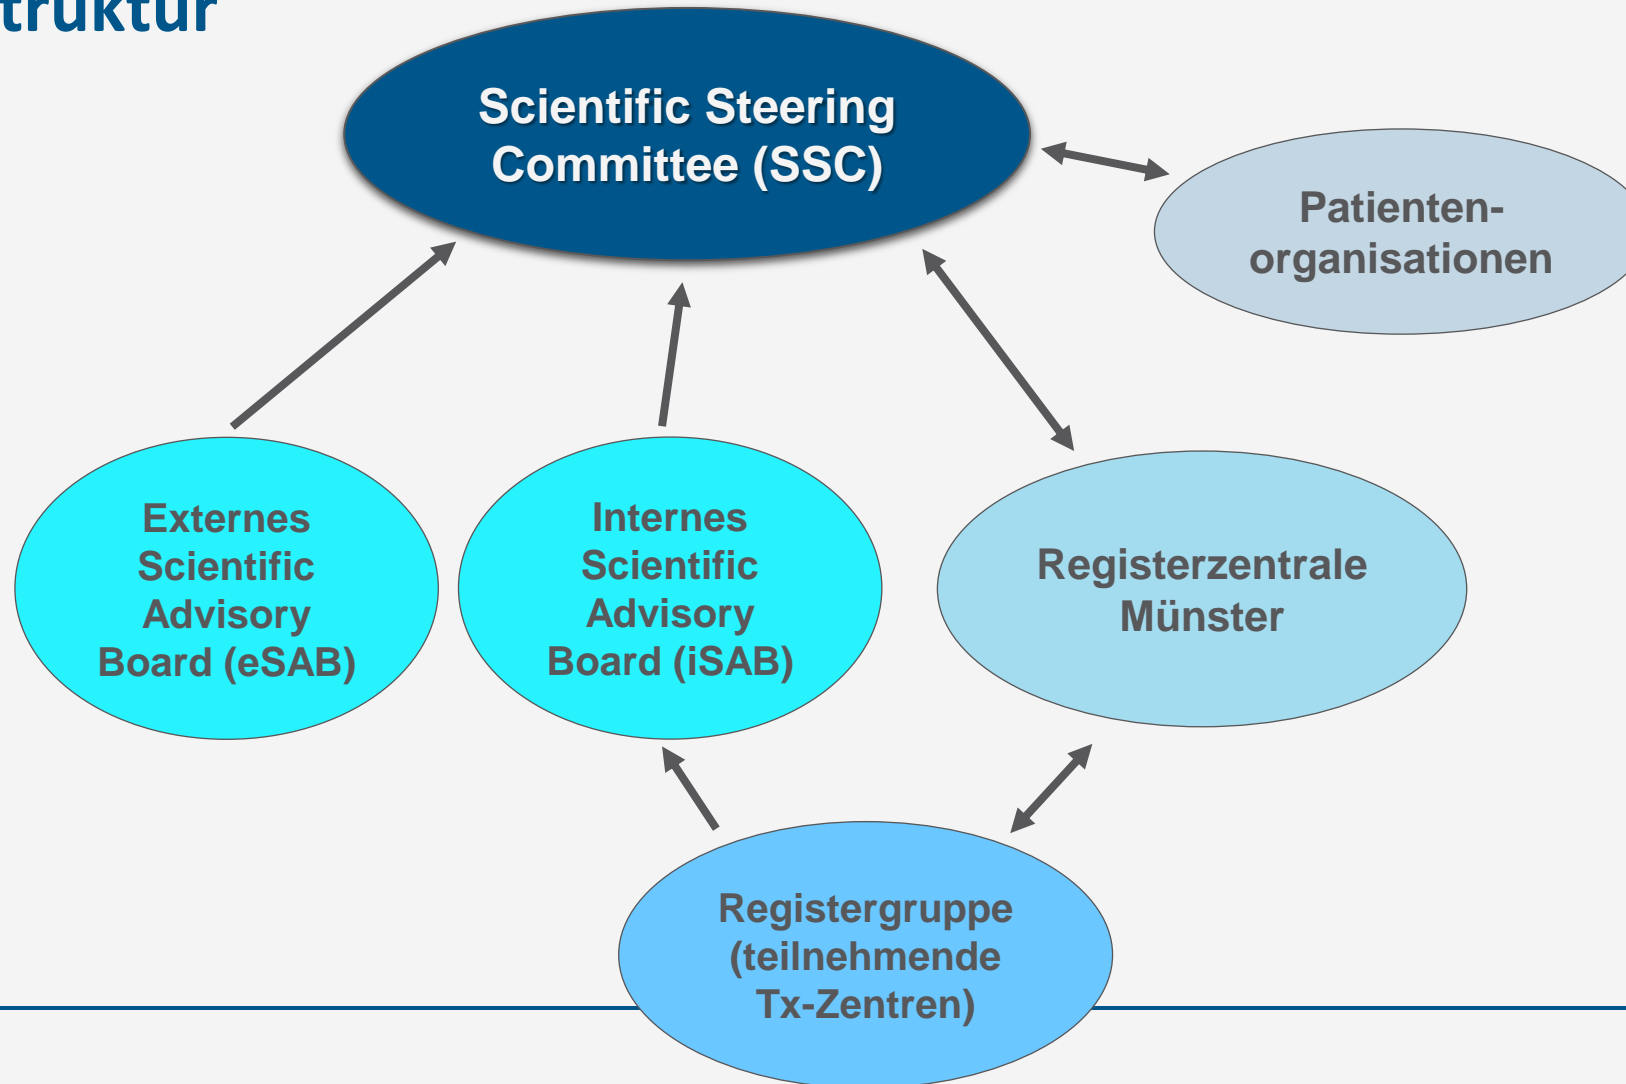 truktur
Scientific Steering
Committee (SSC)
Patienten-
organisationen
Externes
Scientific
Advisory
Board (eSAB)
Internes
Scientific
Advisory
Board (iSAB)
Registerzentrale
Münster
Registergruppe
(teilnehmende
Tx-Zentren)